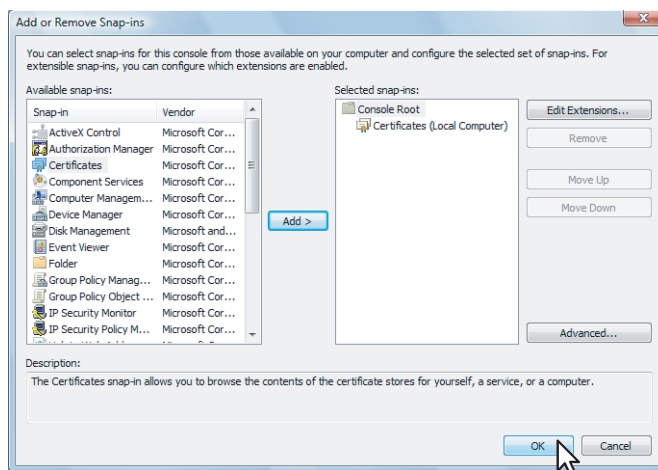 Add or Remove Snap-ins
You can select snap-ins for this console from those available on your computer and configure the selected set of snap-ins. For
extensible snap-ins, you can configure which extensions are enabled.
Available snap-ins:
Selected snap-ins:
Snap-in Vendor
ActiveX Control Microsoft Cor...
Authorization Manager Microsoft Cor...
Certificates Microsoft Cor...
Component Services Microsoft Cor...
Computer Managem... Microsoft Cor...
Device Manager Microsoft Cor...
Disk Management Microsoft and...
Event Viewer Microsoft Cor...
Folder Microsoft Cor...
Group Policy Manag... Microsoft Cor...
Group Policy Object ... Microsoft Cor...
IP Security Monitor Microsoft Cor...
IP Security Policy M... Microsoft Cor...
Add >
Console Root
Certificates (Local Computer)
Edit Extensions...
Remove
Move Up
Move Down
Advanced...
Description:
The Certificates snap-in allows you to browse the contents of the certificate stores for yourself, a service, or a computer.
OK
Cancel